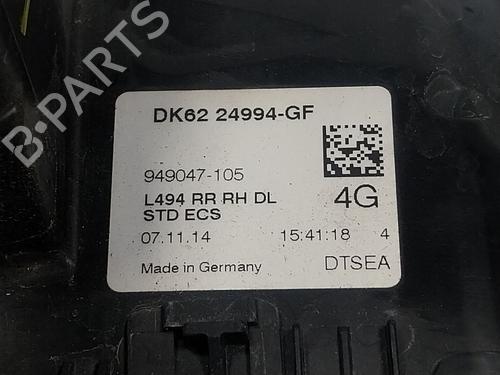 B-PARTS
DK62 24994-GF
949047-105
L494 RR RH DL
STD ECS
4G
07.11.14 15:41:18 4
Made in Germany DTSEA